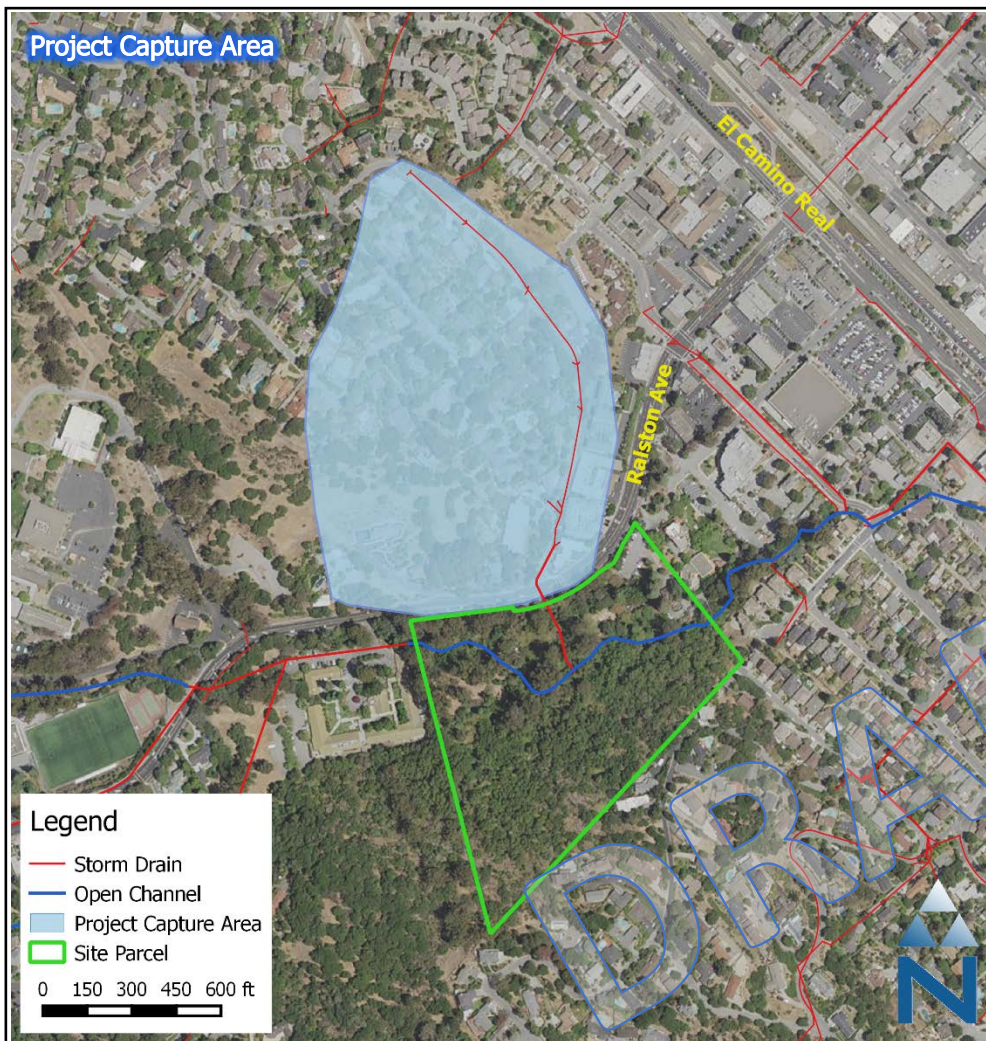 Project Capture Area
El Camino Real
Ralston Ave
DRA
Legend
Storm Drain
Open Channel
Project Capture Area
Site Parcel
0 150 300 450 600 ft
N